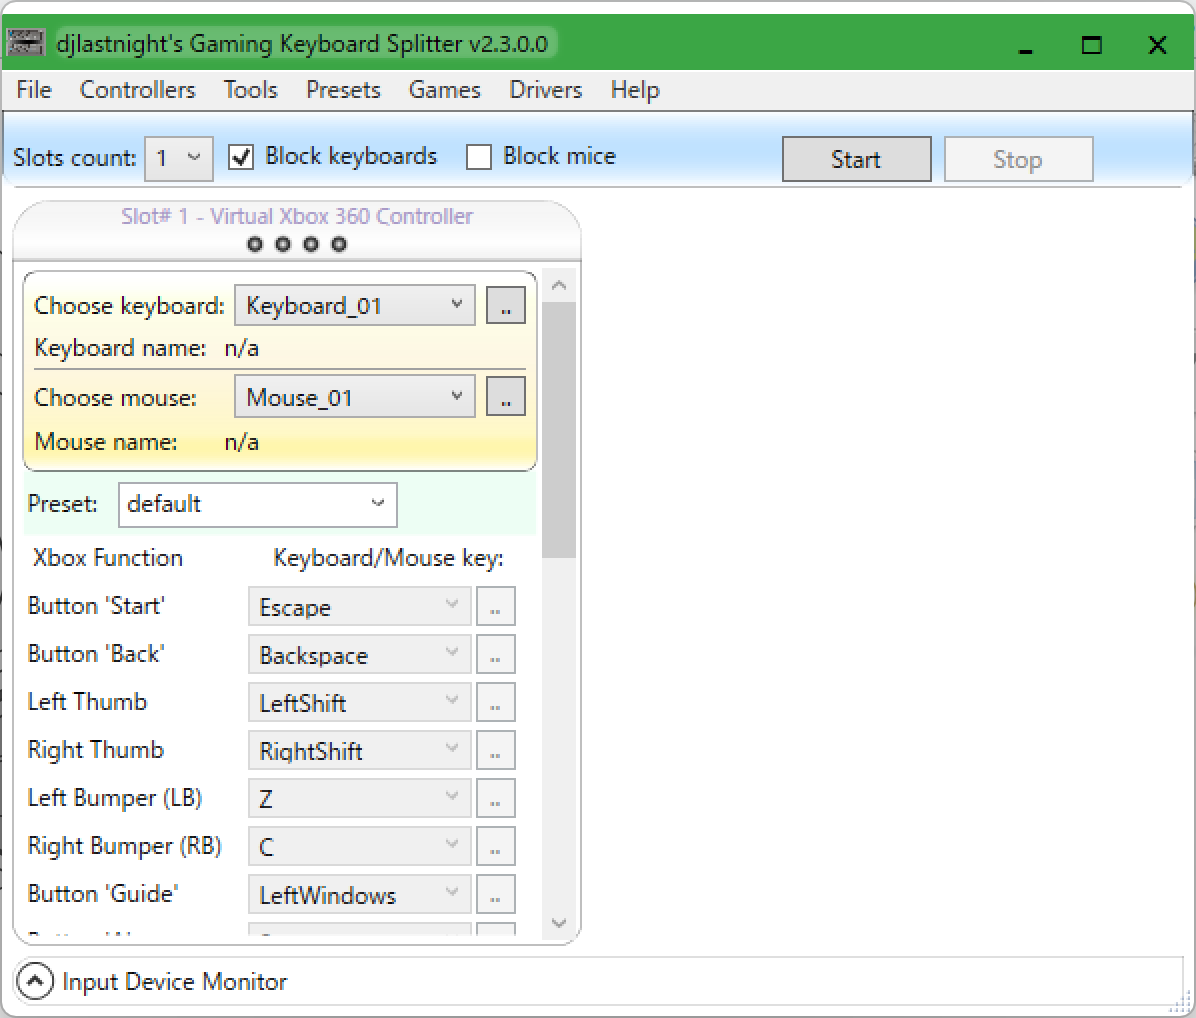 djlastnight's Gaming Keyboard Splitter v2.3.0.0
File Controllers Tools Presets Games Drivers Help
Slots count: 1 Block keyboards Block mice Start Stop
Slot# 1 - Virtual Xbox 360 Controller
Choose keyboard: Keyboard_01 ..
Keyboard name: n/a
Choose mouse: Mouse_01 ..
Mouse name: n/a
Preset: default
Xbox Function Keyboard/Mouse key:
Button 'Start' Escape ..
Button 'Back' Backspace ..
Left Thumb LeftShift ..
Right Thumb RightShift ..
Left Bumper (LB) Z ..
Right Bumper (RB) C ..
Button 'Guide' LeftWindows ..
Input Device Monitor